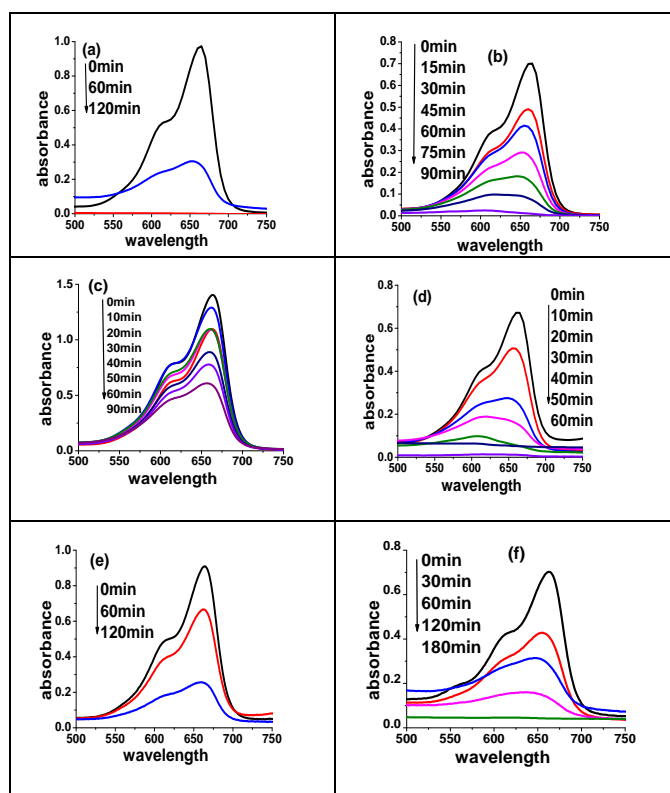 (a)
0min
60min
120min
absorbance
1.0
0.8
0.6
0.4
0.2
0.0
500 550 600 650 700 750
wavelength
(b)
0min
15min
30min
45min
60min
75min
90min
absorbance
0.8
0.7
0.6
0.5
0.4
0.3
0.2
0.1
0.0
500 550 600 650 700 750
wavelength
(c)
0min
10min
20min
30min
40min
50min
60min
90min
absorbance
1.5
1.0
0.5
0.0
500 550 600 650 700 750
wavelength
(d)
0min
10min
20min
30min
40min
50min
60min
absorbance
0.8
0.6
0.4
0.2
0.0
500 550 600 650 700 750
wavelength
(e)
0min
60min
120min
absorbance
1.0
0.8
0.6
0.4
0.2
0.0
500 550 600 650 700 750
wavelength
(f)
0min
30min
60min
120min
180min
absorbance
0.8
0.6
0.4
0.2
0.0
500 550 600 650 700 750
wavelength